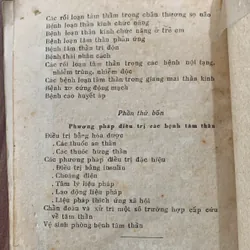 Các rối loạn tâm thần trong chấn thương sọ não
Bệnh loạn thần kinh chức năng
Bệnh thần kinh chức năng ở trẻ em
Bệnh loạn tâm thần phản ứng
Bệnh tâm thần trí độn
Bệnh thái nhân cách
Các rối loạn tâm thần trong các bệnh nội tạng,
nhiễm trùng, nhiễm độc
Các bệnh loạn tâm thần trong giang mai thần kinh
Bệnh xơ cứng động mạch
Bệnh cao huyết áp
Phần thứ bốn
Phương pháp điều trị các bệnh tâm thần
Điều trị bằng hóa dược
. Các thuốc an thần
. Các thuốc hưng thần
Các phương pháp điều trị đặc hiệu
. Điều trị bằng insulin
. Choáng điện
. Tâm lý liệu pháp
. Lao động liệu pháp
. Liệu pháp thích ứng xã hội
Chẩn đoán và xử trí một số trường hợp cấp cứu
về tâm thần
Vệ sinh phòng bệnh tâm thần